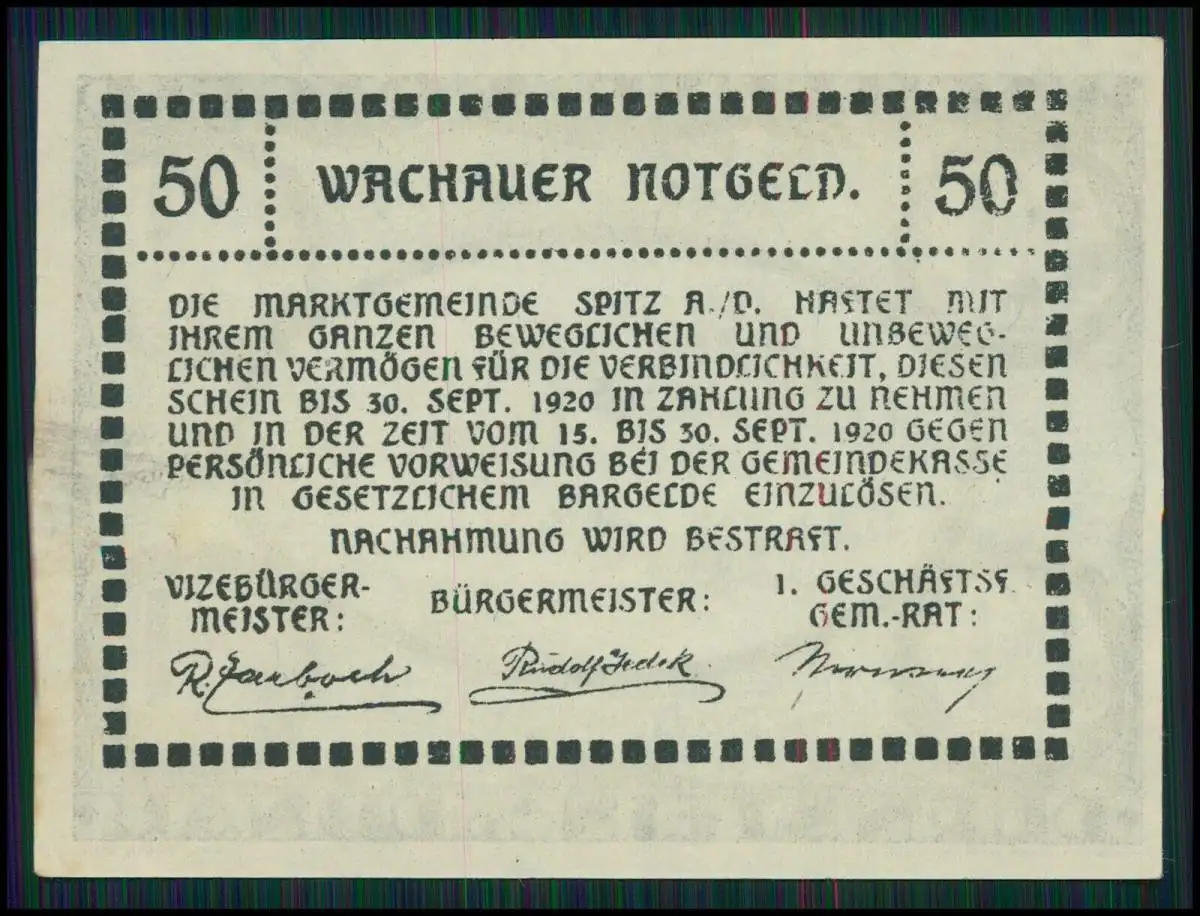 50 WACHAUER NOTGELD. 50
DIE MARKTGEMEINDE SPITZ A./D. HAFTET MIT
IHREM GANZEN BEWEGLICHEN UND UNBEWEG-
LICHEN VERMÖGEN FÜR DIE VERBINDLICHKEIT, DIESEN
SCHEIN BIS 30. SEPT. 1920 IN ZAHLUNG ZU NEHMEN
UND IN DER ZEIT VOM 15. BIS 30. SEPT. 1920 GEGEN
PERSÖNLICHE VORWEISUNG BEI DER GEMEINDEKASSE
IN GESETZLICHEM BARGELDE EINZULÖSEN.
NACHAHMUNG WIRD BESTRAFT.
VIZEBÜRGER-
MEISTER:
BÜRGERMEISTER:
1. GESCHÄFTSF.
GEM.-RAT:
Rudolf